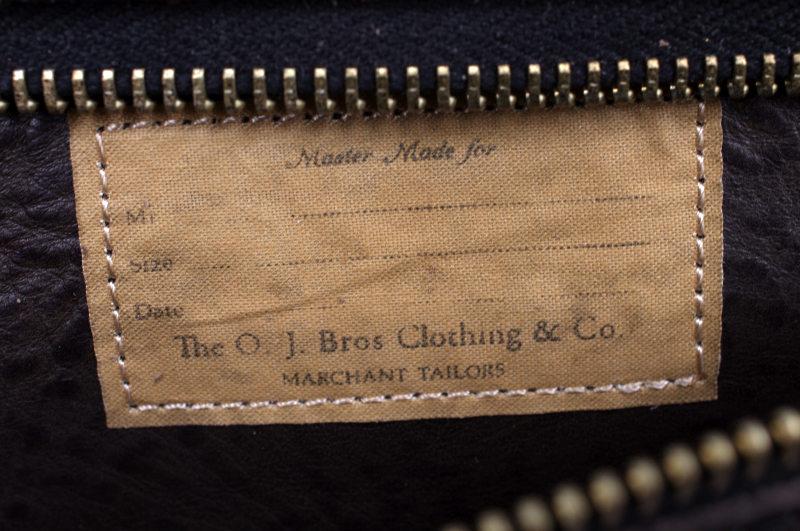 Master Made for
Mr
Size
Date
The O. J. Bros Clothing & Co.
MARCHANT TAILORS